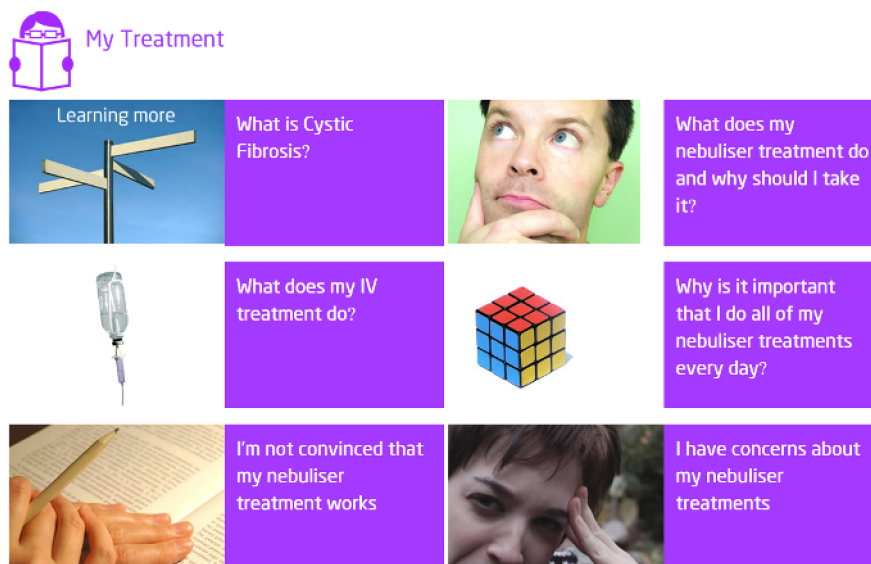 My Treatment
Learning more
What is Cystic
Fibrosis?
What does my
nebuliser treatment do
and why should I take
it?
What does my IV
treatment do?
Why is it important
that I do all of my
nebuliser treatments
every day?
I'm not convinced that
my nebuliser
treatment works
I have concerns about
my nebuliser
treatments